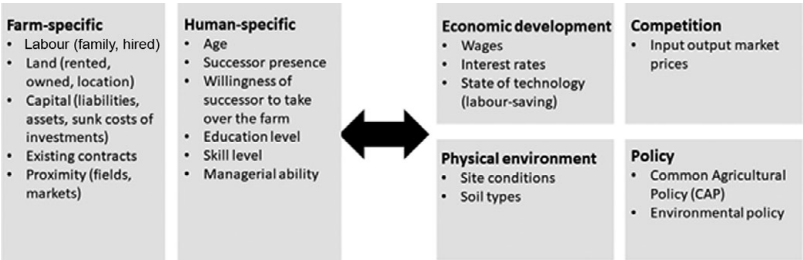 Farm-specific
• Labour (family, hired)
• Land (rented,
owned, location)
• Capital (liabilities,
assets, sunk costs of
investments)
• Existing contracts
• Proximity (fields,
markets)
Human-specific
• Age
• Successor presence
• Willingness of
successor to take
over the farm
• Education level
• Skill level
• Managerial ability
Economic development
• Wages
• Interest rates
• State of technology
(labour-saving)
Competition
• Input output market
prices
Physical environment
• Site conditions
• Soil types
Policy
• Common Agricultural
Policy (CAP)
• Environmental policy